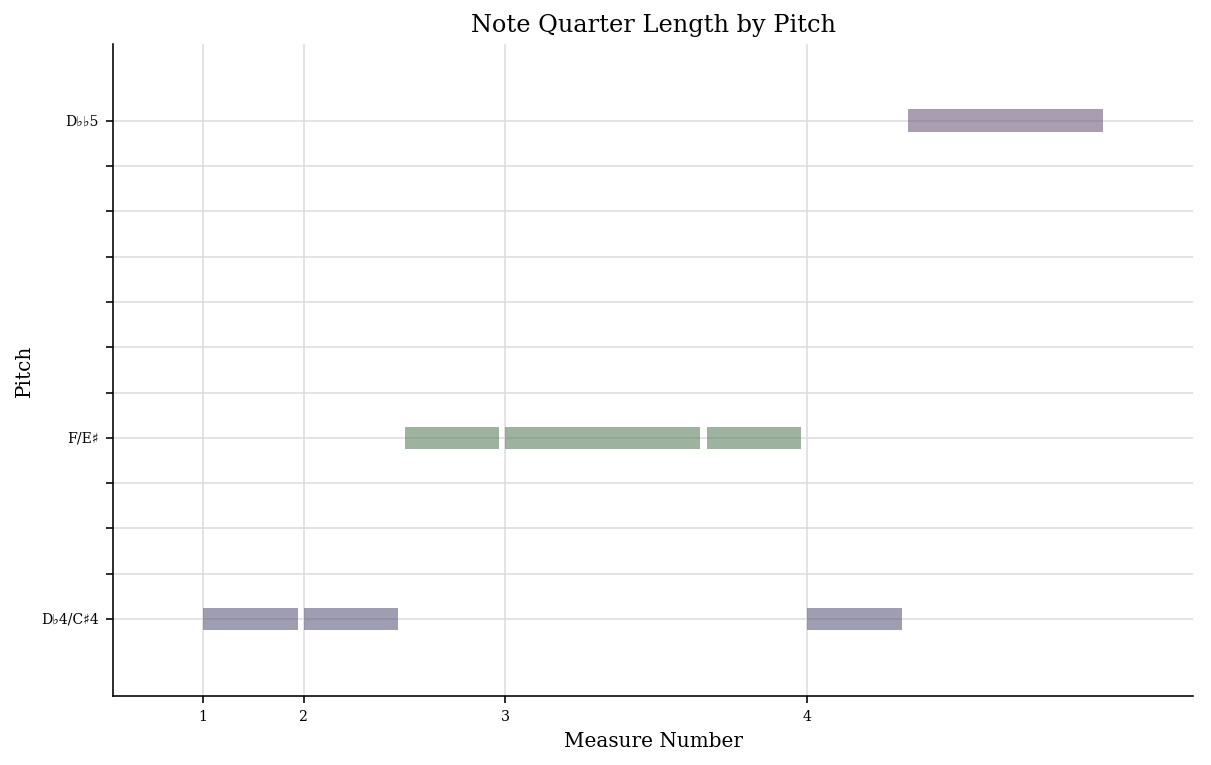 Note Quarter Length by Pitch
Pitch
D♭♭5
F/E♯
D♭4/C♯4
1 2 3 4
Measure Number